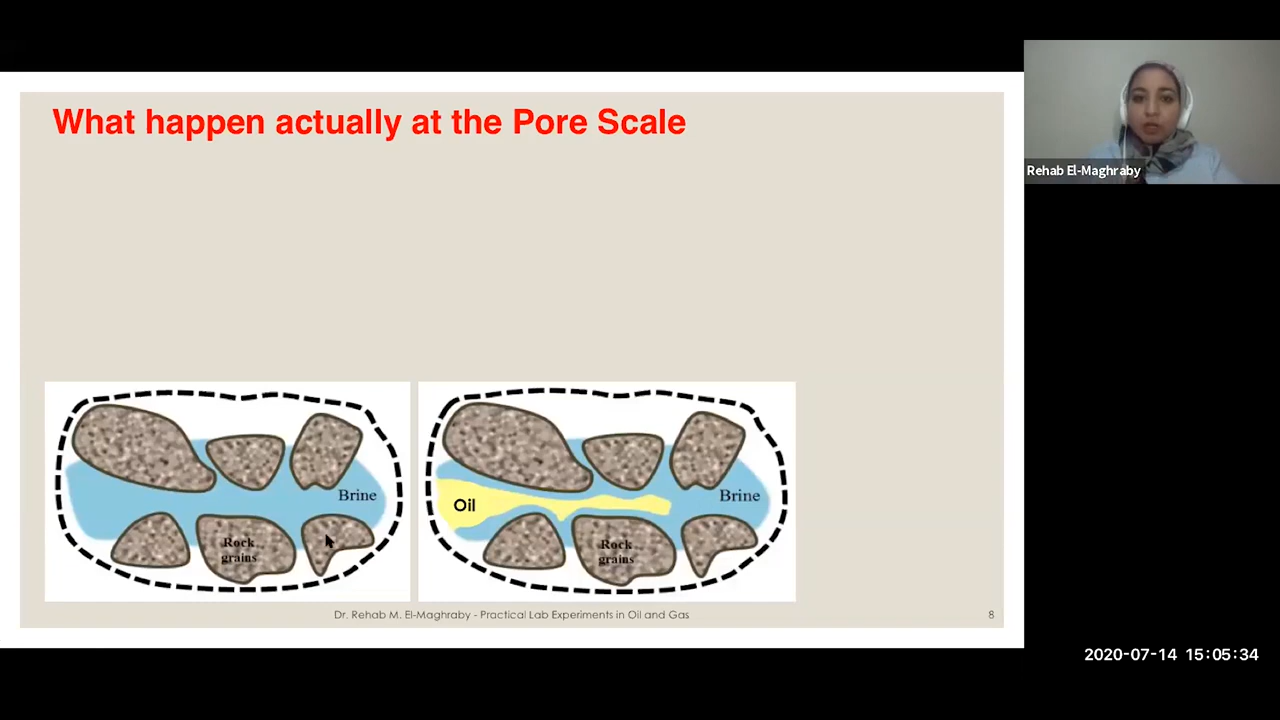 What happen actually at the Pore Scale
Rehab El-Maghraby
Brine
Rock
grains
Oil
Brine
Rock
grains
Dr. Rehab M. El-Maghraby - Practical Lab Experiments in Oil and Gas
8
2020-07-14 15:05:34